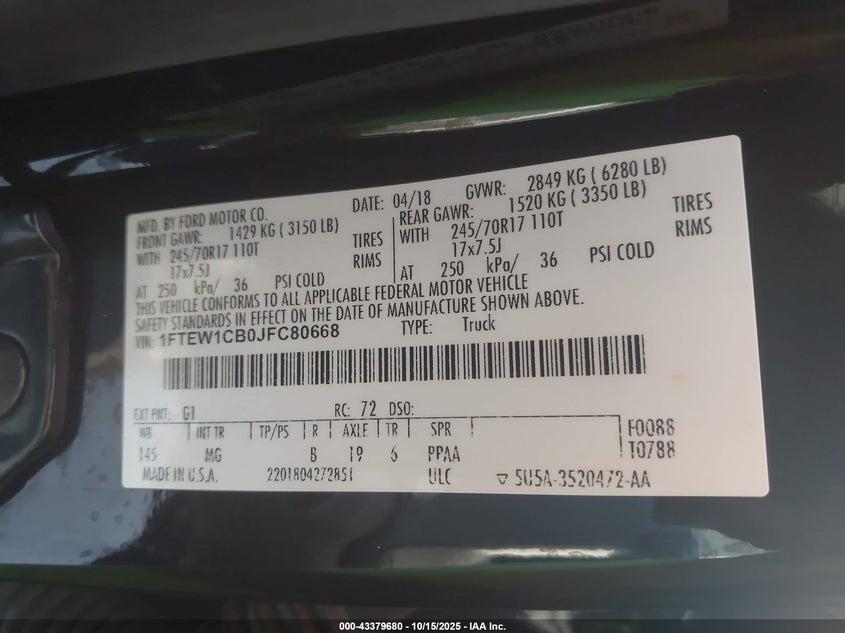 MFD. BY FORD MOTOR CO. DATE: 04/18 GVWR: 2849 KG ( 6280 LB)
FRONT GAWR: 1429 KG ( 3150 LB) REAR GAWR: 1520 KG ( 3350 LB)
WITH 245/70R17 110T TIRES WITH 245/70R17 110T TIRES
17x7.5J RIMS 17x7.5J RIMS
AT 250 kPa/ 36 PSI COLD AT 250 kPa/ 36 PSI COLD
THIS VEHICLE CONFORMS TO ALL APPLICABLE FEDERAL MOTOR VEHICLE
SAFETY STANDARDS IN EFFECT ON THE DATE OF MANUFACTURE SHOWN ABOVE.
VIN: 1FTEW1CB0JFC80668 TYPE: Truck
EXT PNT: G1 RC: 72 DSO:
WB INT TR TP/PS R AXLE TR SPR F0088
145 MG B 19 6 PPAA T0788
MADE IN U.S.A. 2201804272851 ULC 5U5A-3520472-AA
000-43379680 - 10/15/2025 - IAA Inc.